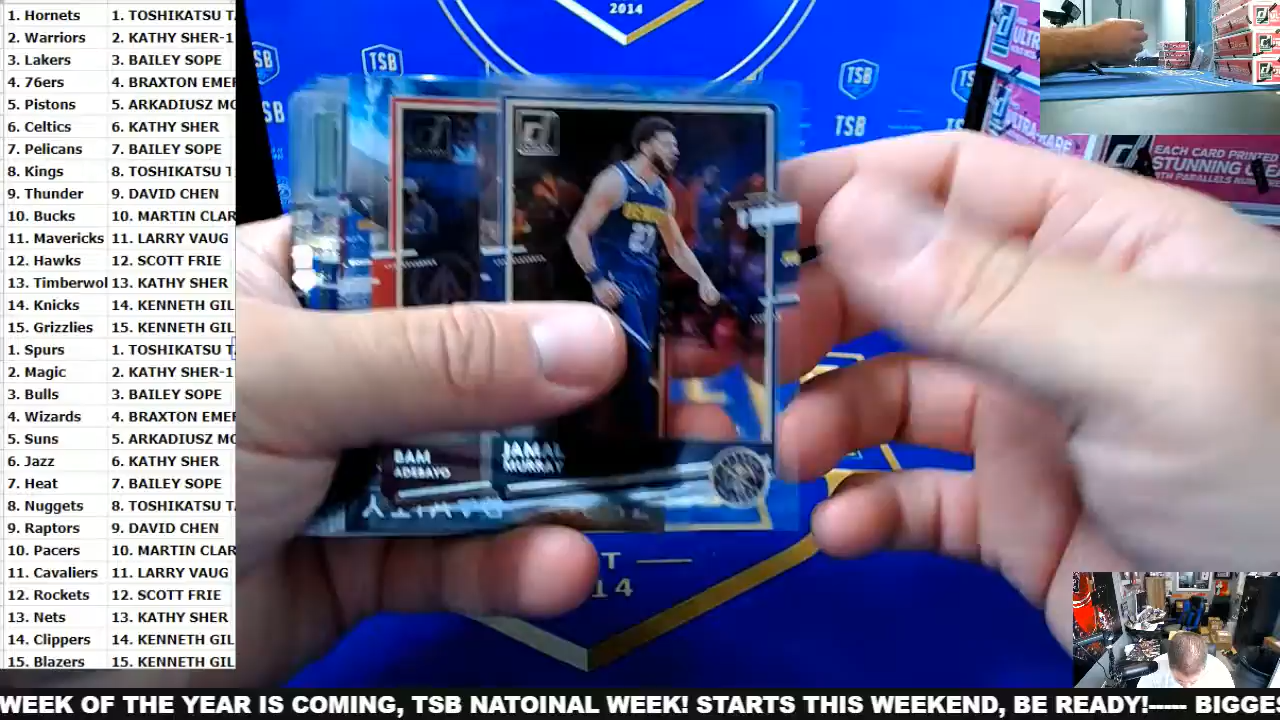 1. Hornets 1. TOSHIKATSU T
2. Warriors 2. KATHY SHER-1
3. Lakers 3. BAILEY SOPE
4. 76ers 4. BRAXTON EMER
5. Pistons 5. ARKADIUSZ MO
6. Celtics 6. KATHY SHER
7. Pelicans 7. BAILEY SOPE
8. Kings 8. TOSHIKATSU T
9. Thunder 9. DAVID CHEN
10. Bucks 10. MARTIN CLAR
11. Mavericks 11. LARRY VAUG
12. Hawks 12. SCOTT FRIE
13. Timberwol 13. KATHY SHER
14. Knicks 14. KENNETH GIL
15. Grizzlies 15. KENNETH GIL
1. Spurs 1. TOSHIKATSU T
2. Magic 2. KATHY SHER-1
3. Bulls 3. BAILEY SOPE
4. Wizards 4. BRAXTON EMER
5. Suns 5. ARKADIUSZ MO
6. Jazz 6. KATHY SHER
7. Heat 7. BAILEY SOPE
8. Nuggets 8. TOSHIKATSU T
9. Raptors 9. DAVID CHEN
10. Pacers 10. MARTIN CLAR
11. Cavaliers 11. LARRY VAUG
12. Rockets 12. SCOTT FRIE
13. Nets 13. KATHY SHER
14. Clippers 14. KENNETH GIL
15. Blazers 15. KENNETH GIL
2014
TSB
TSB
TSB
TSB
EACH CARD PRINTED
STUNNING
WITH PARALLELS
27
BAM
ADEBAYO
JAMAL
MURRAY
T
14
WEEK OF THE YEAR IS COMING, TSB NATOINAL WEEK! STARTS THIS WEEKEND, BE READY!----- BIGGES